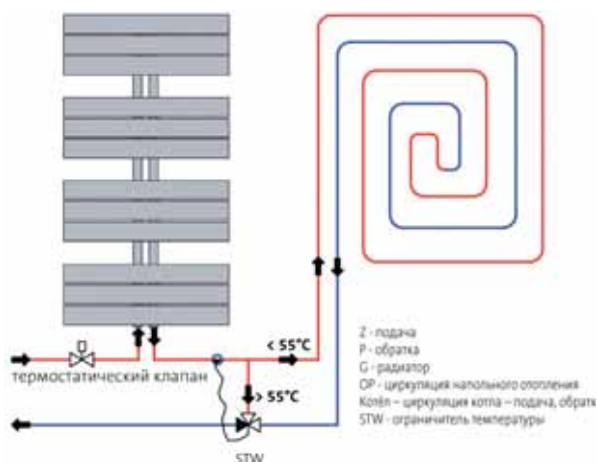 < 55°C
> 55°C
термостатический клапан
STW
Z - подача
P - обратка
G - радиатор
OP - циркуляция напольного отопления
Котёл – циркуляция котла – подача, обратк
STW - ограничитель температуры